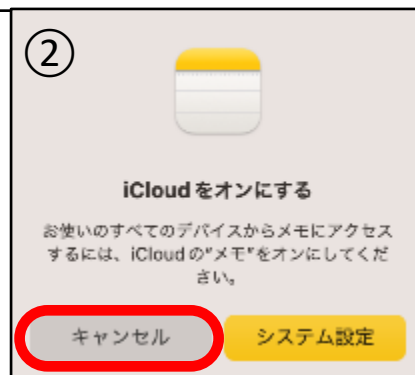 ②
iCloudをオンにする
お使いのすべてのデバイスからメモにアクセス
するには、iCloudの"メモ"をオンにしてくだ
さい。
キャンセル
システム設定